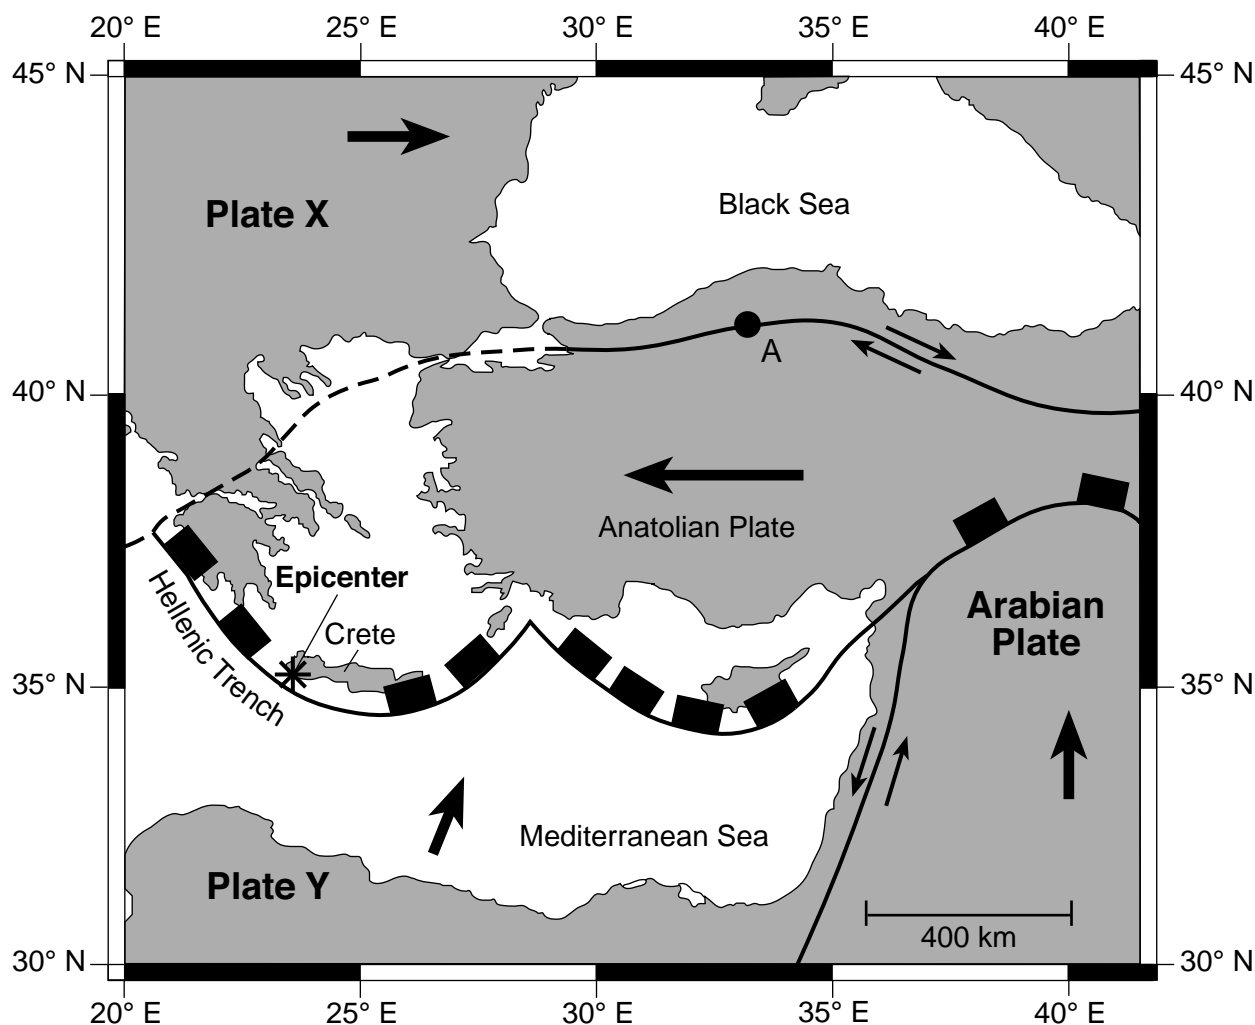 20° E 25° E 30° E 35° E 40° E
45° N 45° N
Plate X
Black Sea
A
40° N 40° N
Anatolian Plate
Epicenter
Arabian
Plate
Crete
Hellenic Trench
35° N 35° N
Mediterranean Sea
Plate Y
400 km
30° N 30° N
20° E 25° E 30° E 35° E 40° E